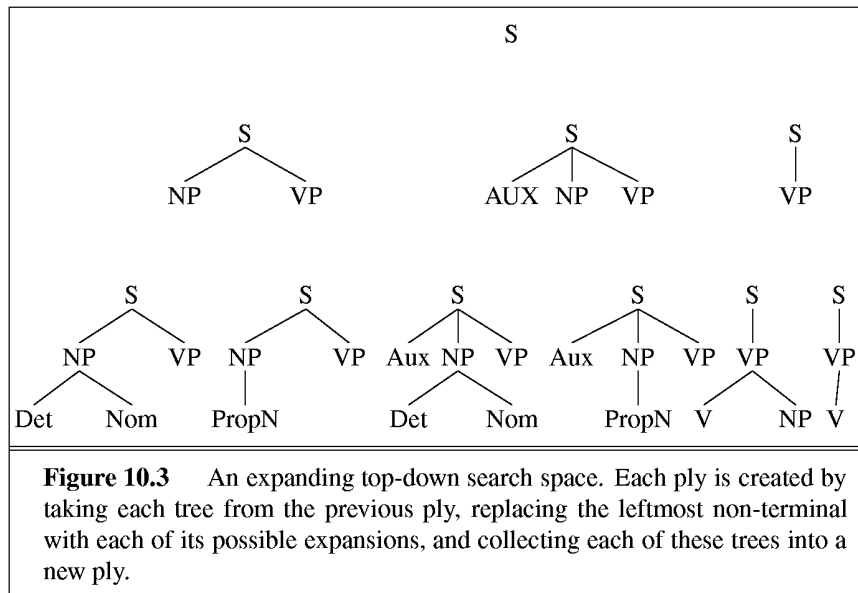 S
S S S
NP VP AUX NP VP VP
S S S S S S
NP VP NP VP Aux NP VP Aux NP VP VP VP
Det Nom PropN Det Nom PropN V NP V
Figure 10.3 An expanding top-down search space. Each ply is created by
taking each tree from the previous ply, replacing the leftmost non-terminal
with each of its possible expansions, and collecting each of these trees into a
new ply.